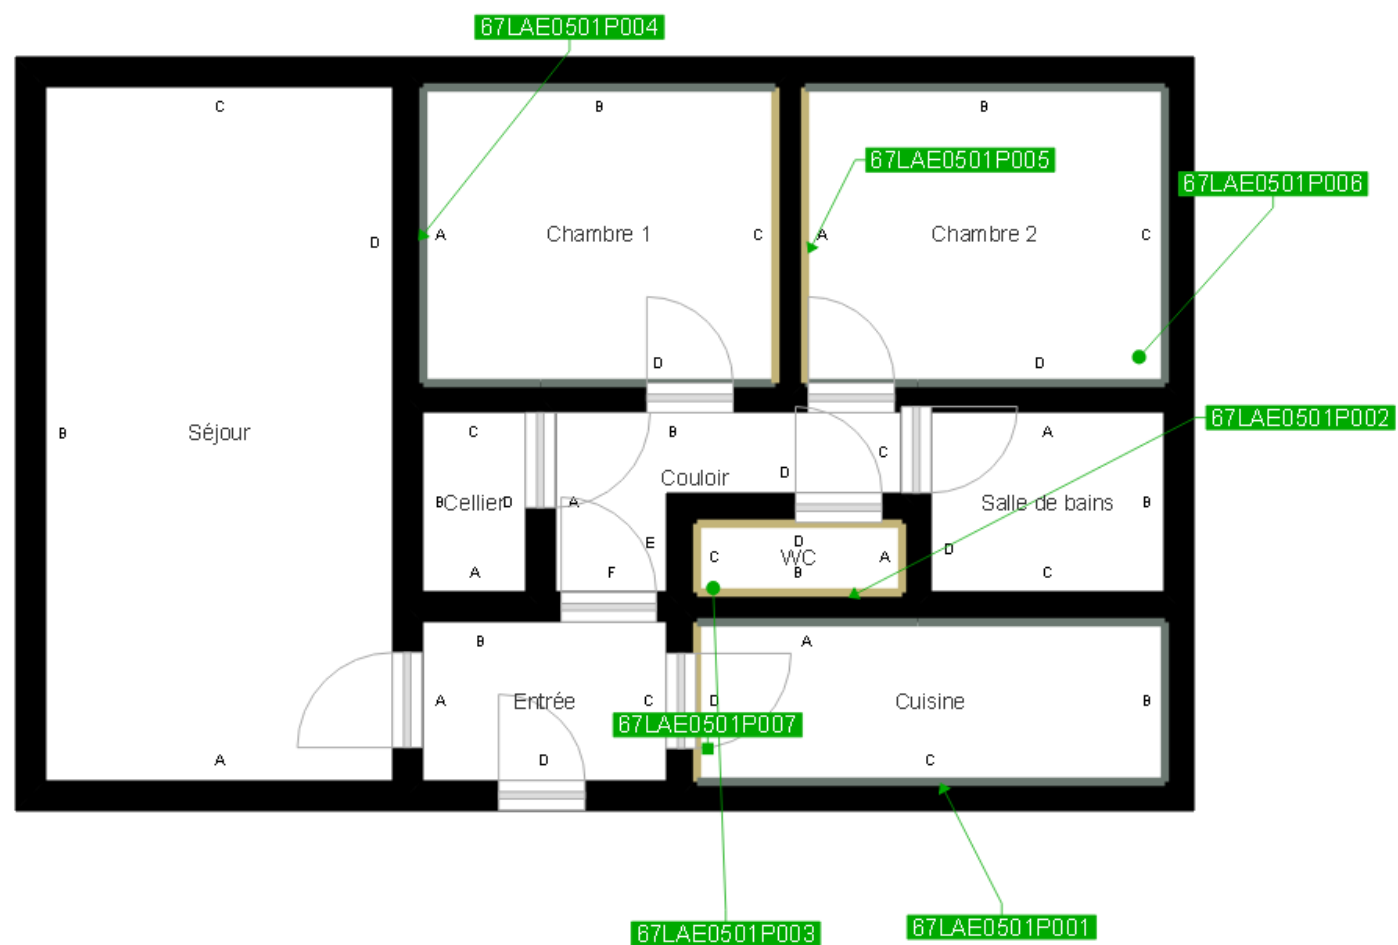 67LAE0501P004
C
B
B
67LAE0501P005
67LAE0501P006
D
A
Chambre 1
C
A
Chambre 2
C
D
D
67LAE0501P002
B
Séjour
C
B
C
A
D
Couloir
B
Cellier
D
A
Salle de bains
B
E
D
C
WC
A
D
A
F
B
C
B
A
A
Entrée
C
D
Cuisine
B
67LAE0501P007
A
D
C
67LAE0501P003
67LAE0501P001